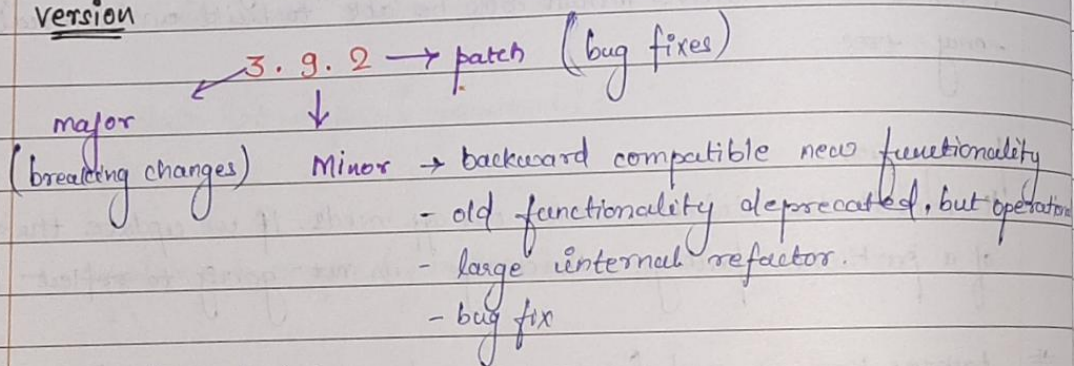 version
3.9.2 → patch (bug fixes)
major
(breaking changes) Minor → backward compatible new functionality
- old functionality deprecated, but operation
- large internal refactor.
- bug fix